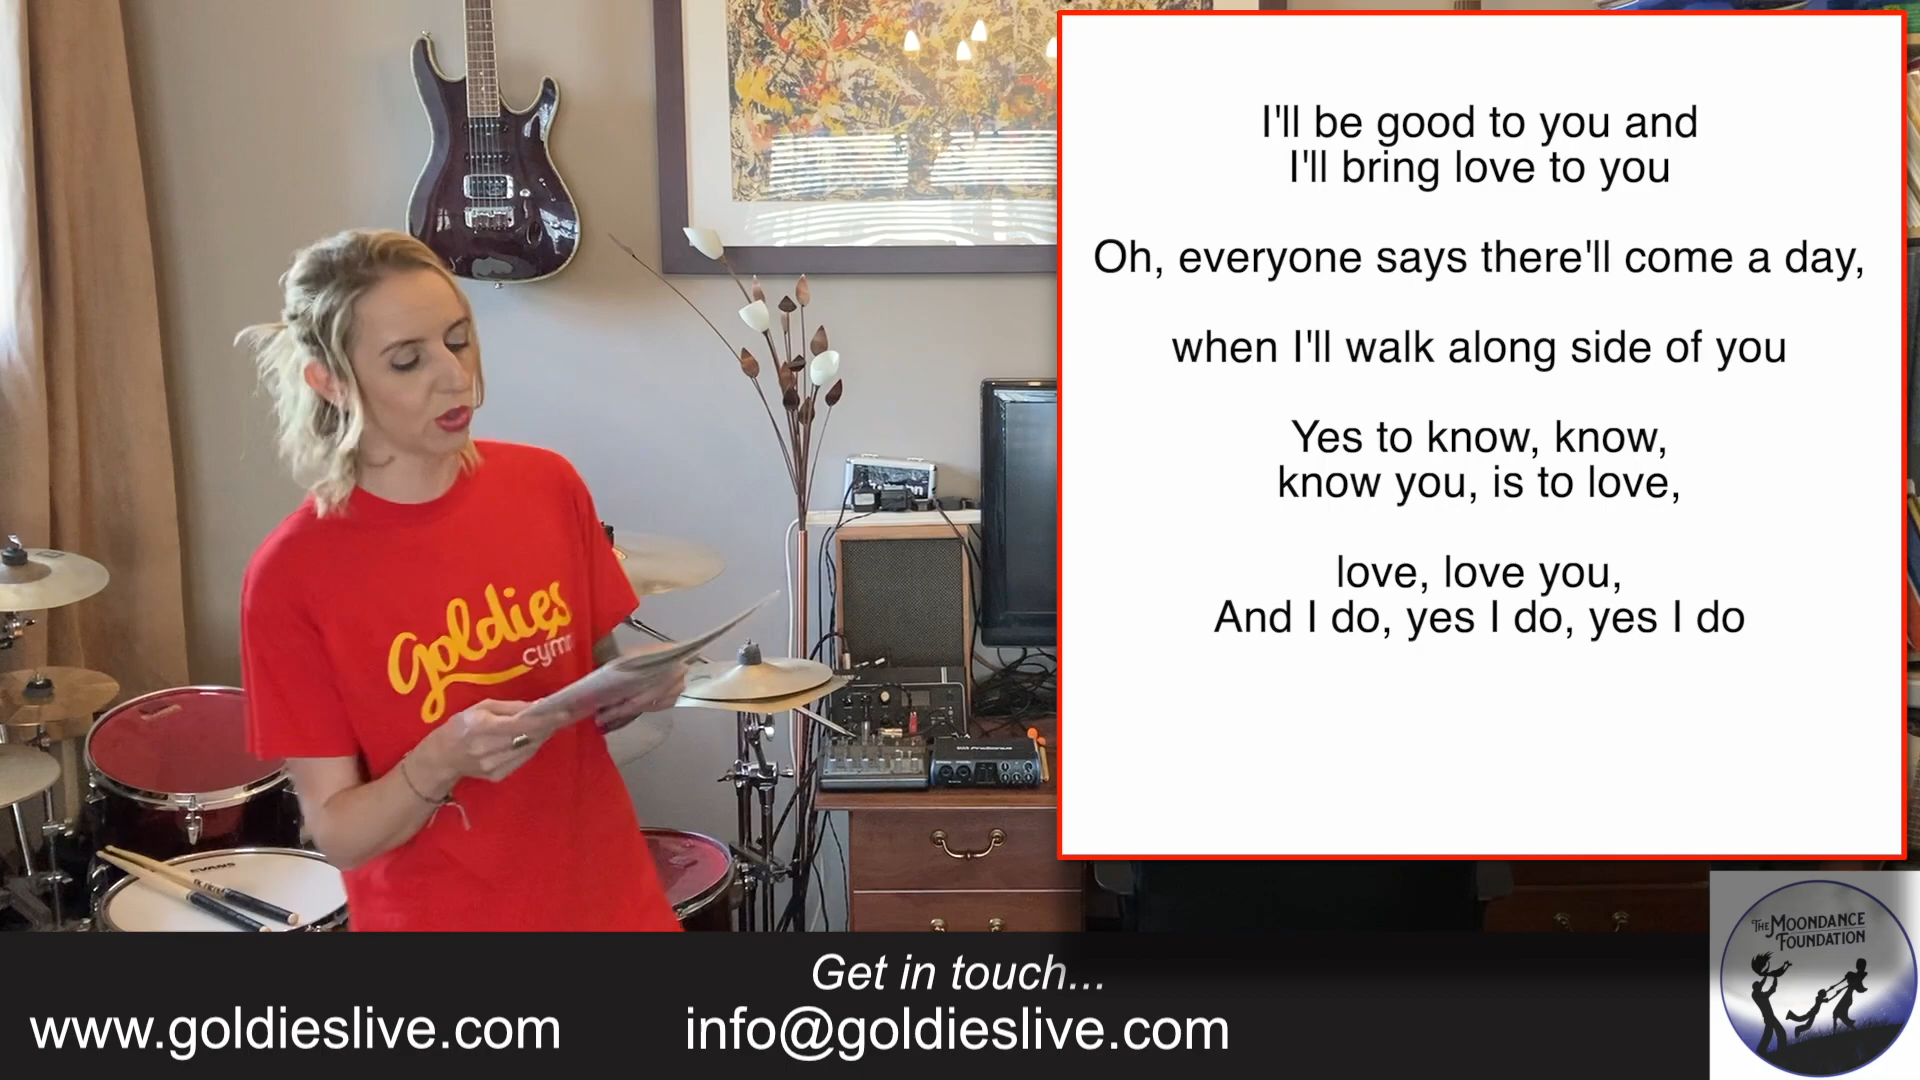 I'll be good to you and
I'll bring love to you
Oh, everyone says there'll come a day,
when I'll walk along side of you
Yes to know, know,
know you, is to love,
love, love you,
And I do, yes I do, yes I do
Goldies
EVANS
PreSonus
THE MOONDANCE
FOUNDATION
Get in touch...
www.goldieslive.com
info@goldieslive.com